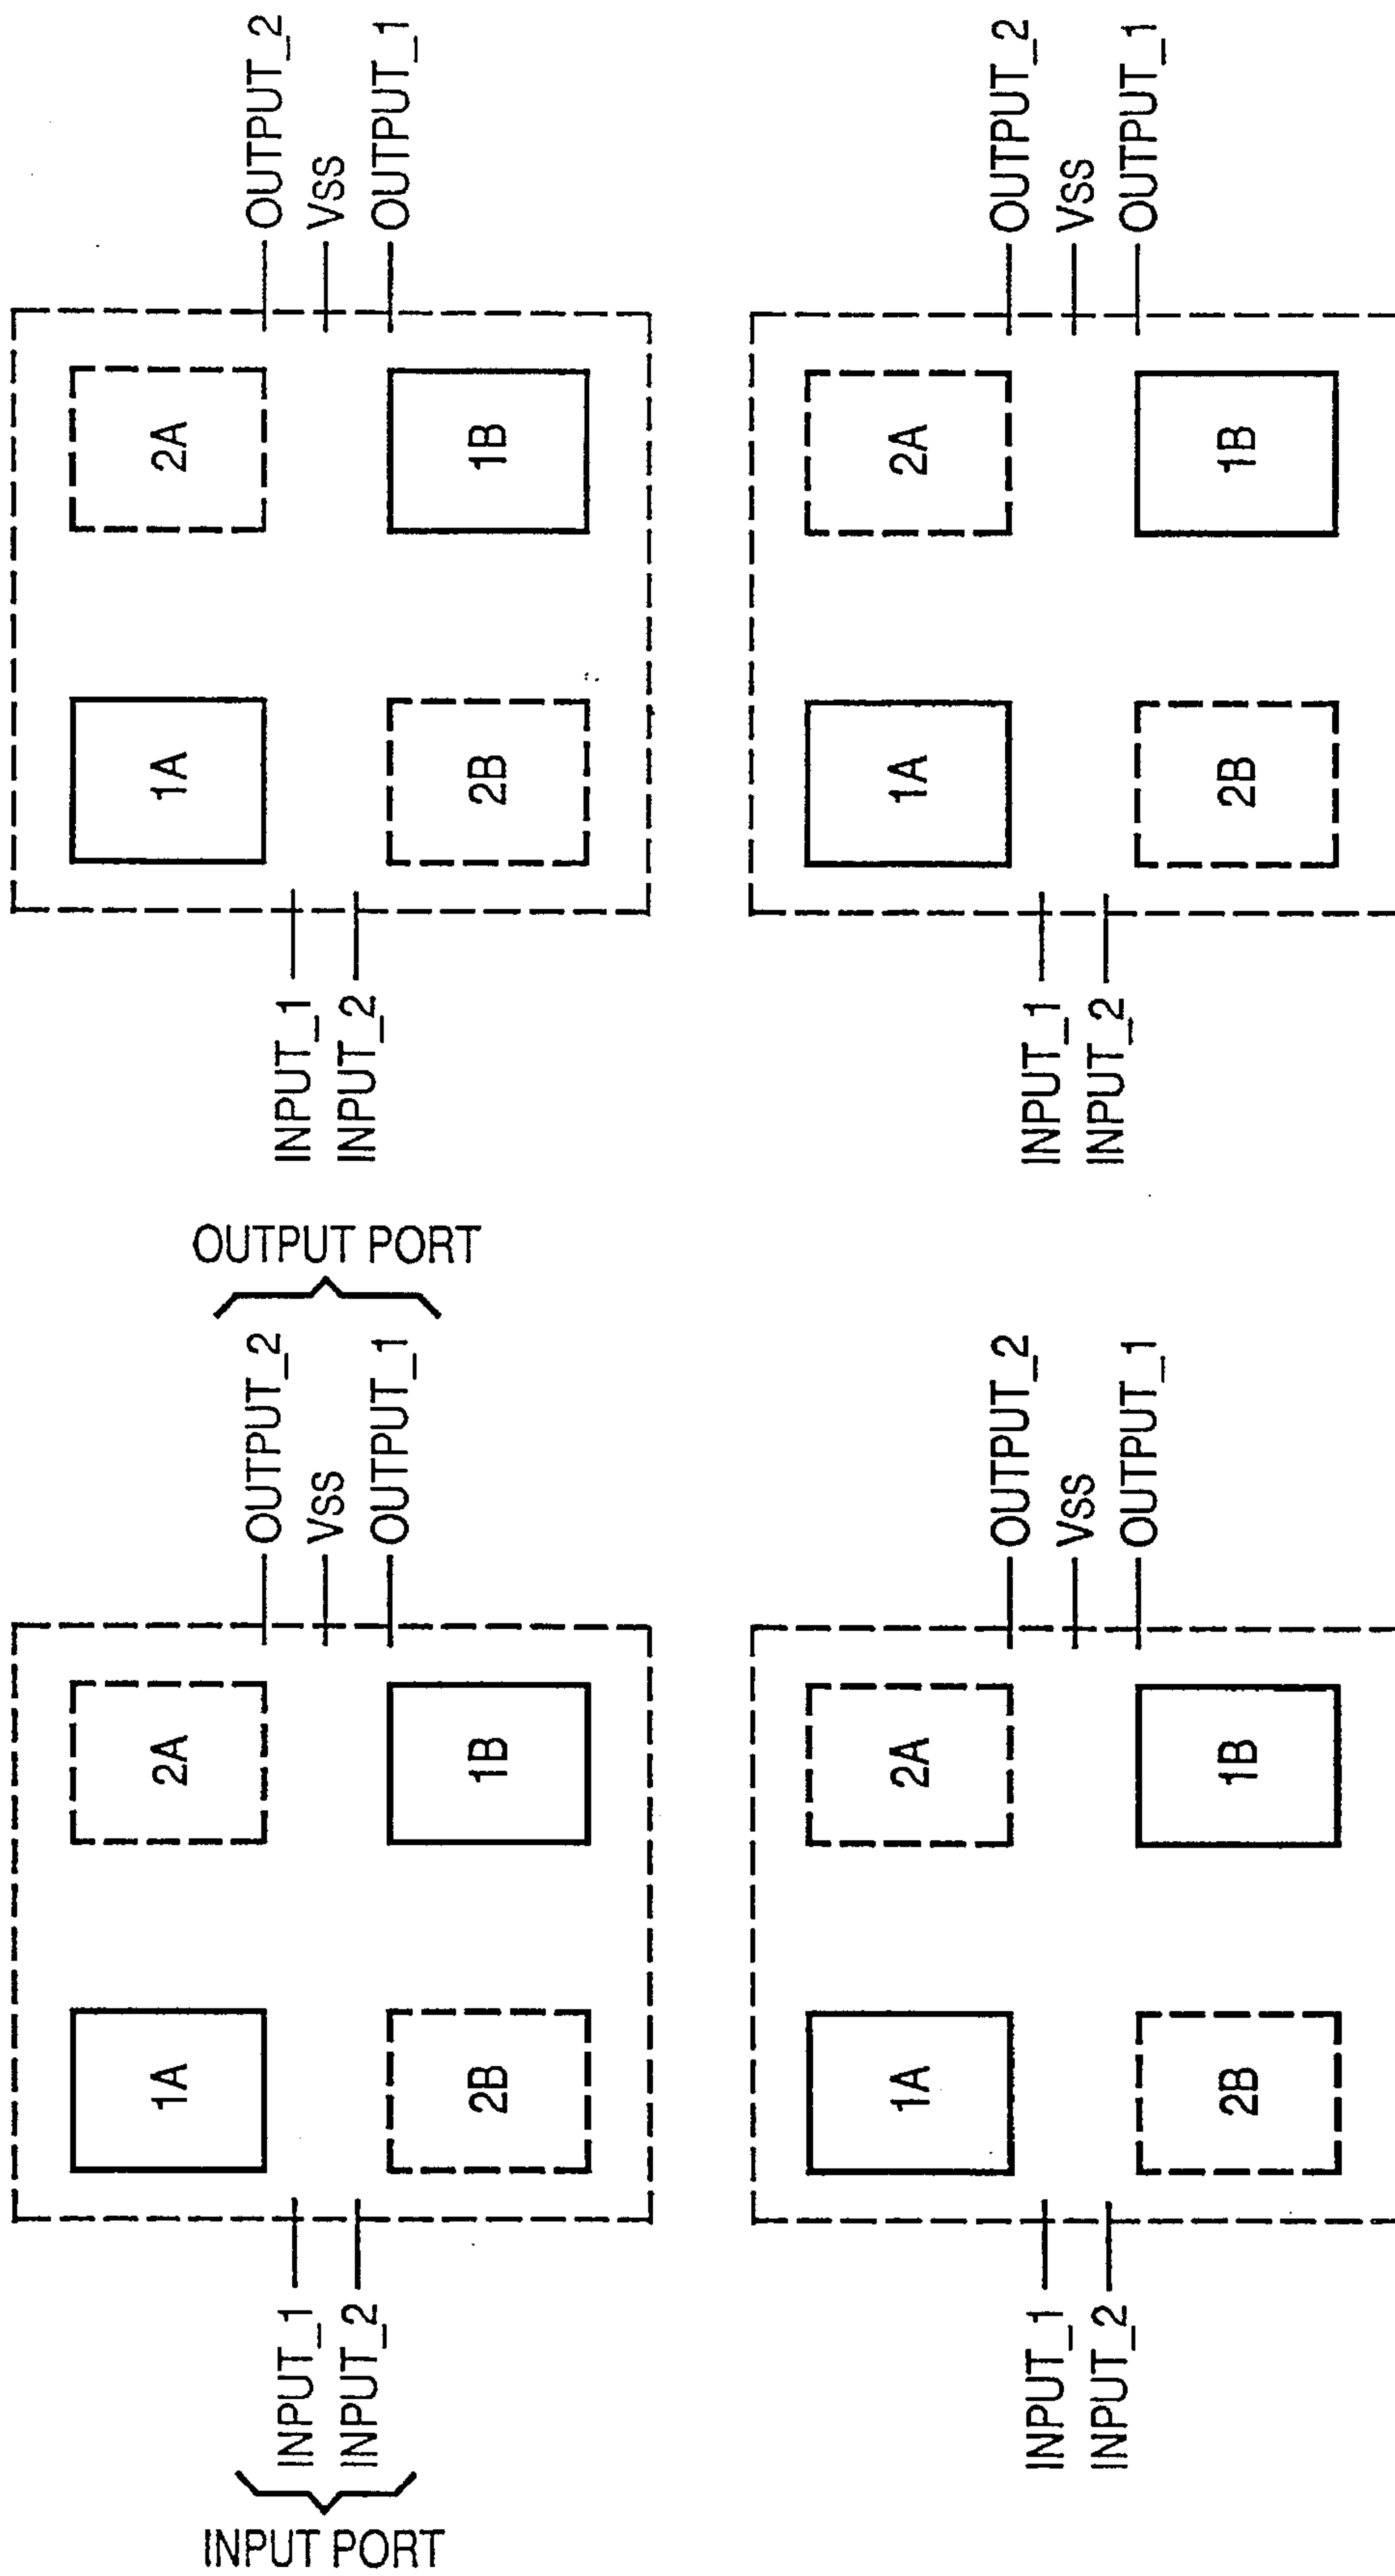 INPUT PORT
INPUT_1
INPUT_2
1A
2A
2B
1B
OUTPUT_2
VSS
OUTPUT_1
OUTPUT PORT
INPUT_1
INPUT_2
1A
2A
2B
1B
OUTPUT_2
VSS
OUTPUT_1
INPUT_1
INPUT_2
1A
2A
2B
1B
OUTPUT_2
VSS
OUTPUT_1
INPUT_1
INPUT_2
1A
2A
2B
1B
OUTPUT_2
VSS
OUTPUT_1